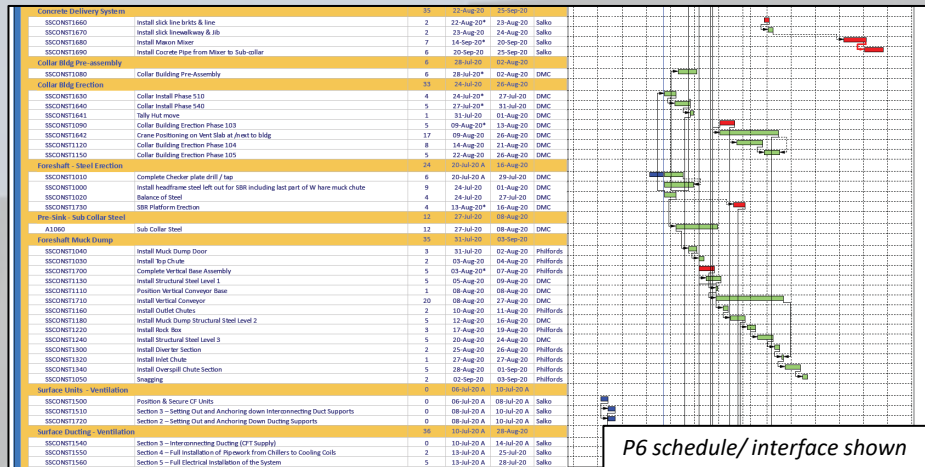 Concrete Delivery System 35 22-Aug-20 25-Sep-20
SSCONST1660 Install slick line brkts & line 2 22-Aug-20* 23-Aug-20 Salko
SSCONST1670 Install slick linewalkway & Jib 2 23-Aug-20 24-Aug-20 Salko
SSCONST1680 Install Maxon Mixer 7 14-Sep-20* 20-Sep-20 Salko
SSCONST1690 Install Cocrete Pipe from Mixer to Sub-collar 6 20-Sep-20 25-Sep-20 Salko
Collar Bldg Pre-assembly 6 28-Jul-20 02-Aug-20
SSCONST1080 Collar Building Pre-Assembly 6 28-Jul-20* 02-Aug-20 DMC
Collar Bldg Erection 33 24-Jul-20 26-Aug-20
SSCONST1630 Collar Install Phase 510 4 24-Jul-20* 27-Jul-20 DMC
SSCONST1640 Collar Install Phase 540 5 27-Jul-20* 31-Jul-20 DMC
SSCONST1641 Tally Hut move 1 31-Jul-20 01-Aug-20 DMC
SSCONST1090 Collar Building Erection Phase 103 5 09-Aug-20* 13-Aug-20 DMC
SSCONST1642 Crane Positioning on Vent Slab at /next to bldg 17 09-Aug-20 26-Aug-20 DMC
SSCONST1120 Collar Building Erection Phase 104 8 14-Aug-20 21-Aug-20 DMC
SSCONST1150 Collar Building Erection Phase 105 5 22-Aug-20 26-Aug-20 DMC
Foreshaft - Steel Erection 24 20-Jul-20 A 16-Aug-20
SSCONST1010 Complete Checker plate drill / tap 6 20-Jul-20 A 29-Jul-20 DMC
SSCONST1000 Install headframe steel left out for SBR including last part of W hare muck chute 9 24-Jul-20 01-Aug-20 DMC
SSCONST1020 Balance of Steel 4 24-Jul-20 27-Jul-20 DMC
SSCONST1730 SBR Platform Erection 4 13-Aug-20* 16-Aug-20 DMC
Pre-Sink - Sub Collar Steel 12 27-Jul-20 08-Aug-20
A1060 Sub Collar Steel 12 27-Jul-20 08-Aug-20 DMC
Foreshaft Muck Dump 35 31-Jul-20 03-Sep-20
SSCONST1040 Install Muck Dump Door 3 31-Jul-20 02-Aug-20 Philfords
SSCONST1030 Install Top Chute 2 03-Aug-20 04-Aug-20 Philfords
SSCONST1700 Complete Vertical Base Assembly 5 03-Aug-20* 07-Aug-20 Philfords
SSCONST1130 Install Structural Steel Level 1 5 05-Aug-20 09-Aug-20 DMC
SSCONST1110 Position Vertical Conveyor Base 1 08-Aug-20 08-Aug-20 DMC
SSCONST1710 Install Vertical Conveyor 20 08-Aug-20 27-Aug-20 DMC
SSCONST1160 Install Outlet Chutes 2 10-Aug-20 11-Aug-20 Philfords
SSCONST1180 Install Muck Dump Structural Steel Level 2 5 12-Aug-20 16-Aug-20 DMC
SSCONST1220 Install Rock Box 3 17-Aug-20 19-Aug-20 Philfords
SSCONST1240 Install Structural Steel Level 3 5 20-Aug-20 24-Aug-20 DMC
SSCONST1300 Install Diverter Section 2 25-Aug-20 26-Aug-20 Philfords
SSCONST1320 Install Inlet Chute 1 27-Aug-20 27-Aug-20 Philfords
SSCONST1340 Install Overspill Chute Section 5 28-Aug-20 01-Sep-20 Philfords
SSCONST1050 Snagging 2 02-Sep-20 03-Sep-20 Philfords
Surface Units - Ventilation 0 06-Jul-20 A 10-Jul-20 A
SSCONST1500 Position & Secure CF Units 0 06-Jul-20 A 08-Jul-20 A Salko
SSCONST1510 Section 3 – Setting Out and Anchoring down Interconnecting Duct Supports 0 08-Jul-20 A 10-Jul-20 A Salko
SSCONST1720 Section 2 – Setting Out and Anchoring Down Ducting Supports 0 08-Jul-20 A 10-Jul-20 A Salko
Surface Ducting - Ventilation 36 10-Jul-20 A 28-Aug-20
SSCONST1540 Section 3 – Interconnecting Ducting (CFT Supply) 0 10-Jul-20 A 14-Jul-20 A Salko
SSCONST1550 Section 4 – Full Installation of Pipework from Chillers to Cooling Coils 2 13-Jul-20 A 25-Jul-20 Salko
SSCONST1560 Section 5 – Full Electrical Installation of the System 5 13-Jul-20 A 28-Jul-20 Salko
P6 schedule/ interface shown